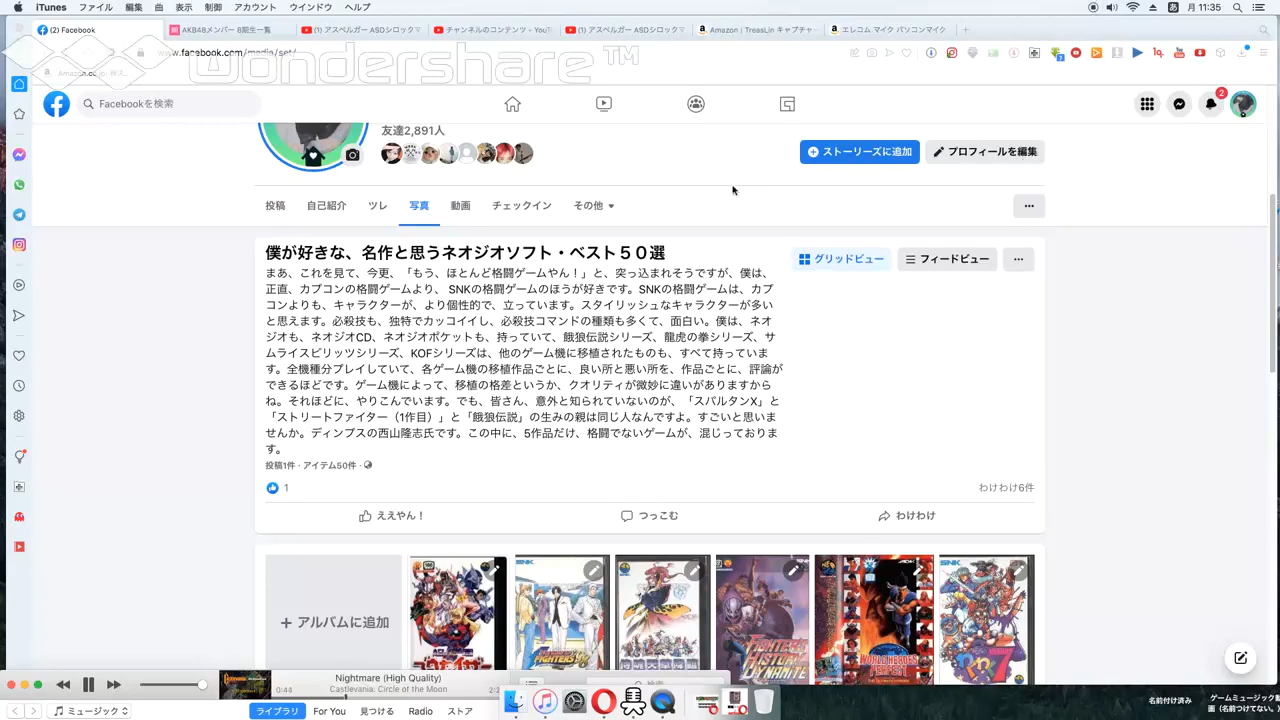 iTunes ファイル 編集 曲 表示 制御 アカウント ウインドウ ヘルプ 月 11:35
(2) Facebook AKB48メンバー 8期生一覧 (1) アスペルガー ASDシロックマ チャンネルのコンテンツ - YouT (1) アスペルガー ASDシロックマ Amazon | TreasLin キャプチャー エレコム マイク パソコンマイク
www.facebook.com/media/set/
wondershare™
Facebookを検索
2
友達2,891人
ストーリーズに追加 プロフィールを編集
投稿 自己紹介 ツレ 写真 動画 チェックイン その他
僕が好きな、名作と思うネオジオソフト・ベスト５０選
グリッドビュー フィードビュー
まあ、これを見て、今更、「もう、ほとんど格闘ゲームやん！」と、突っ込まれそうですが、僕は、
正直、カプコンの格闘ゲームより、 SNKの格闘ゲームのほうが好きです。SNKの格闘ゲームは、カプ
コンよりも、キャラクターが、より個性的で、立っています。スタイリッシュなキャラクターが多い
と思えます。必殺技も、独特でカッコイイし、必殺技コマンドの種類も多くて、面白い。僕は、ネオ
ジオも、ネオジオCD、ネオジオポケットも、持っていて、餓狼伝説シリーズ、龍虎の拳シリーズ、サ
ムライスピリッツシリーズ、KOFシリーズは、他のゲーム機に移植されたものも、すべて持っていま
す。全機種分プレイしていて、各ゲーム機の移植作品ごとに、良い所と悪い所を、作品ごとに、評論が
できるほどです。ゲーム機によって、移植の格差というか、クオリティが微妙に違いがありますから
ね。それほどに、やりこんでいます。でも、皆さん、意外と知られていないのが、「スパルタンX」と
「ストリートファイター（1作目）」と「餓狼伝説」の生みの親は同じ人なんですよ。すごいと思いま
せんか。ディンプスの西山隆志氏です。この中に、5作品だけ、格闘でないゲームが、混じっておりま
す。
投稿1件 · アイテム50件 ·
1 わけわけ6件
ええやん！ つっこむ わけわけ
+ アルバムに追加
SNK
FIGHTER'S HISTORY DYNAMITE
WORLD HEROES PERFECT
SNK
Nightmare (High Quality)
0:44 Castlevania: Circle of the Moon
ミュージック ライブラリ For You 見つける Radio ストア
名前付け済み
ゲームミュージック動
画（名前つけてない。）